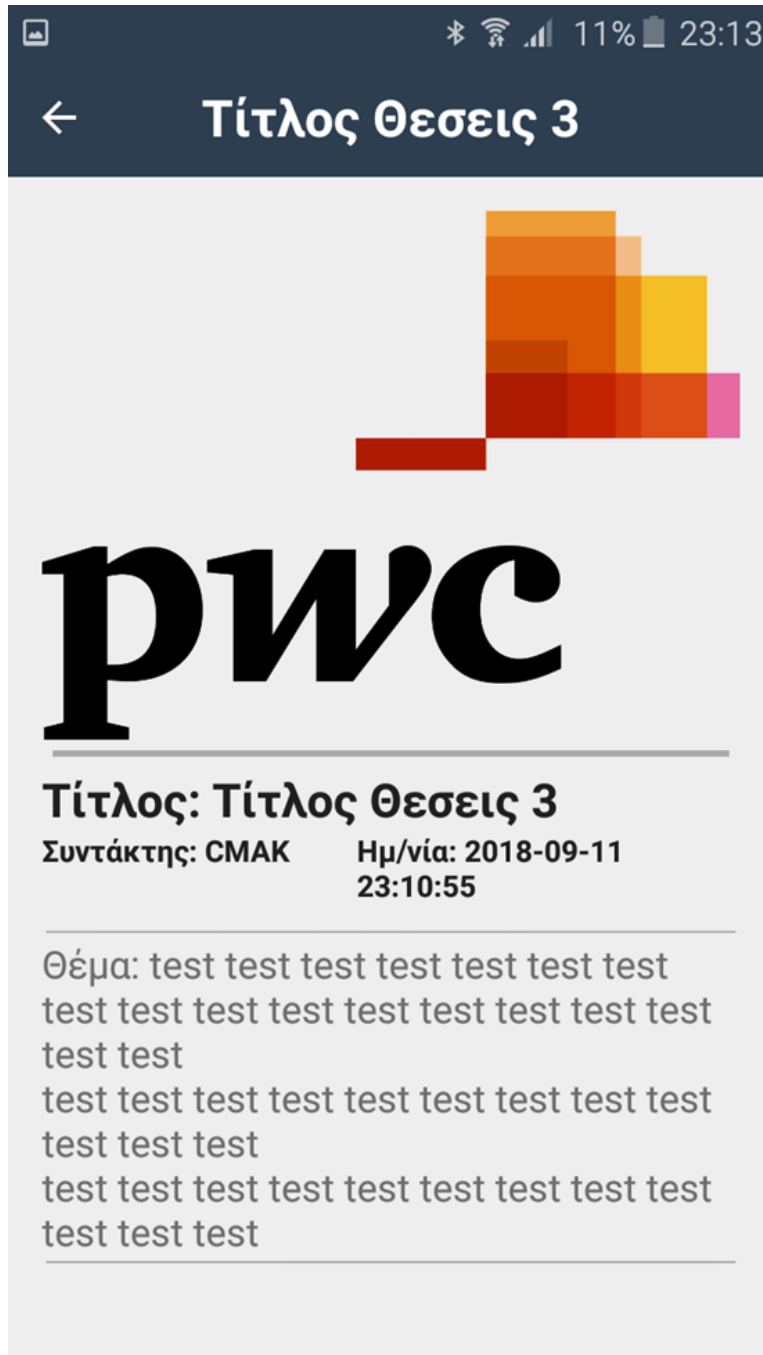 11% 23:13
Τίτλος Θεσεις 3
pwc
Τίτλος: Τίτλος Θεσεις 3
Συντάκτης: CMAK Ημ/νία: 2018-09-11
23:10:55
Θέμα: test test test test test test test
test test test test test test test test test
test test
test test test test test test test test test
test test test
test test test test test test test test test
test test test